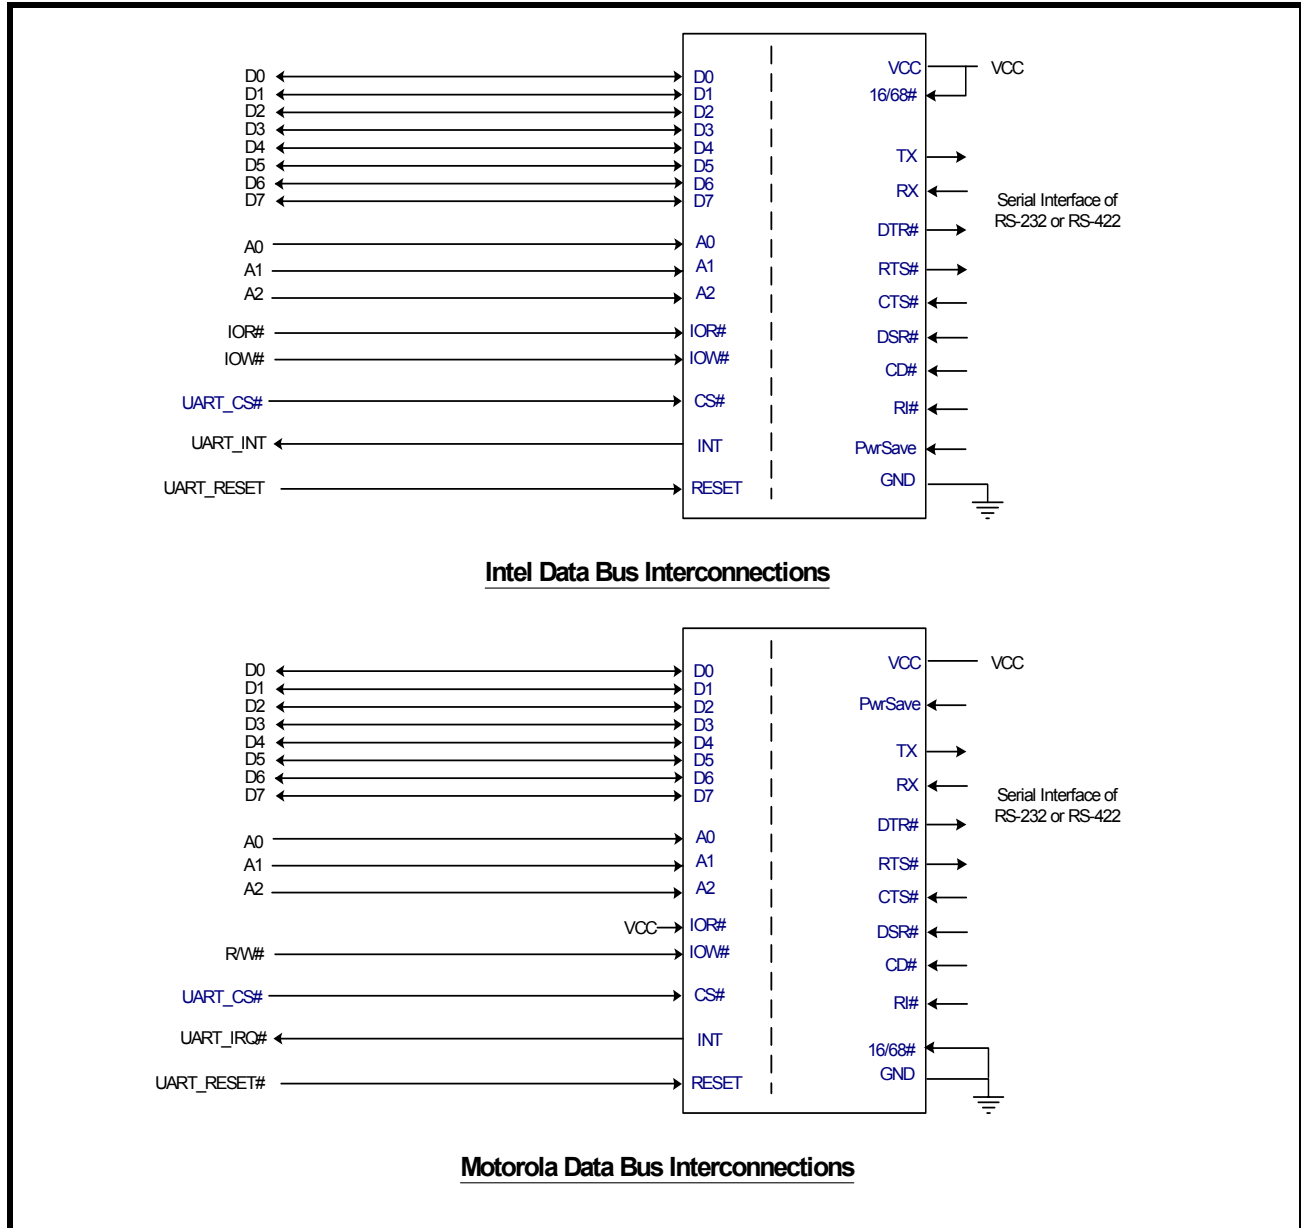 D0
D1
D2
D3
D4
D5
D6
D7
A0
A1
A2
IOR#
IOW#
UART_CS#
UART_INT
UART_RESET
D0
D1
D2
D3
D4
D5
D6
D7
A0
A1
A2
IOR#
IOW#
CS#
INT
RESET
VCC
16/68#
TX
RX
DTR#
RTS#
CTS#
DSR#
CD#
RI#
PwrSave
GND
VCC
Serial Interface of
RS-232 or RS-422
Intel Data Bus Interconnections
D0
D1
D2
D3
D4
D5
D6
D7
A0
A1
A2
VCC
R/W#
UART_CS#
UART_IRQ#
UART_RESET#
D0
D1
D2
D3
D4
D5
D6
D7
A0
A1
A2
IOR#
IOW#
CS#
INT
RESET
VCC
PwrSave
TX
RX
DTR#
RTS#
CTS#
DSR#
CD#
RI#
16/68#
GND
VCC
Serial Interface of
RS-232 or RS-422
Motorola Data Bus Interconnections